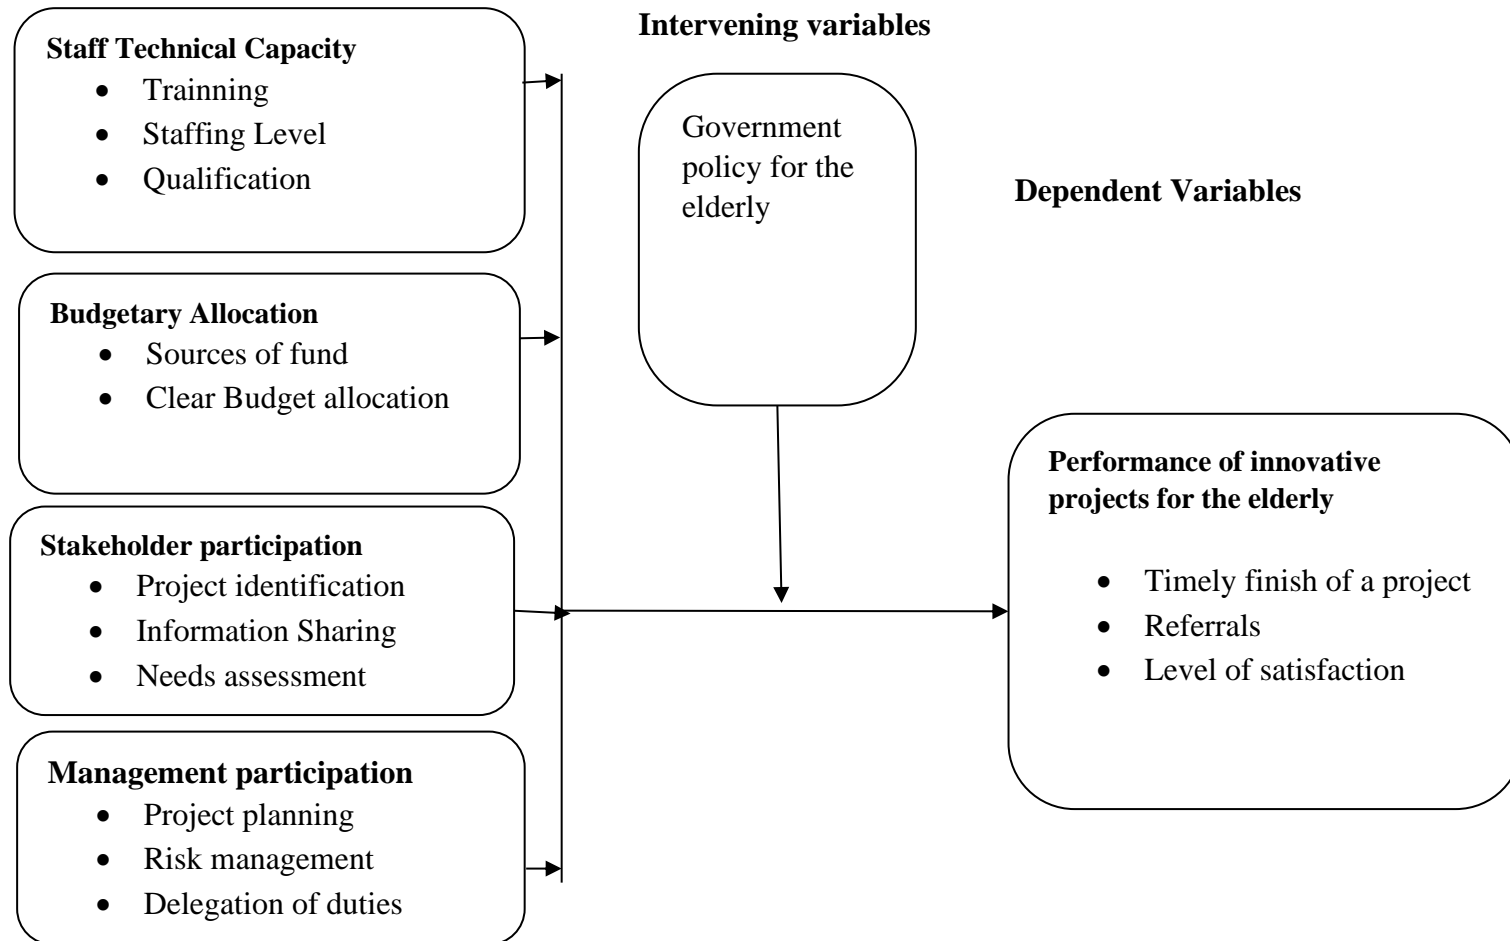 Staff Technical Capacity
• Trainning
• Staffing Level
• Qualification
Budgetary Allocation
• Sources of fund
• Clear Budget allocation
Stakeholder participation
• Project identification
• Information Sharing
• Needs assessment
Management participation
• Project planning
• Risk management
• Delegation of duties
Intervening variables
Government
policy for the
elderly
Dependent Variables
Performance of innovative
projects for the elderly
• Timely finish of a project
• Referrals
• Level of satisfaction